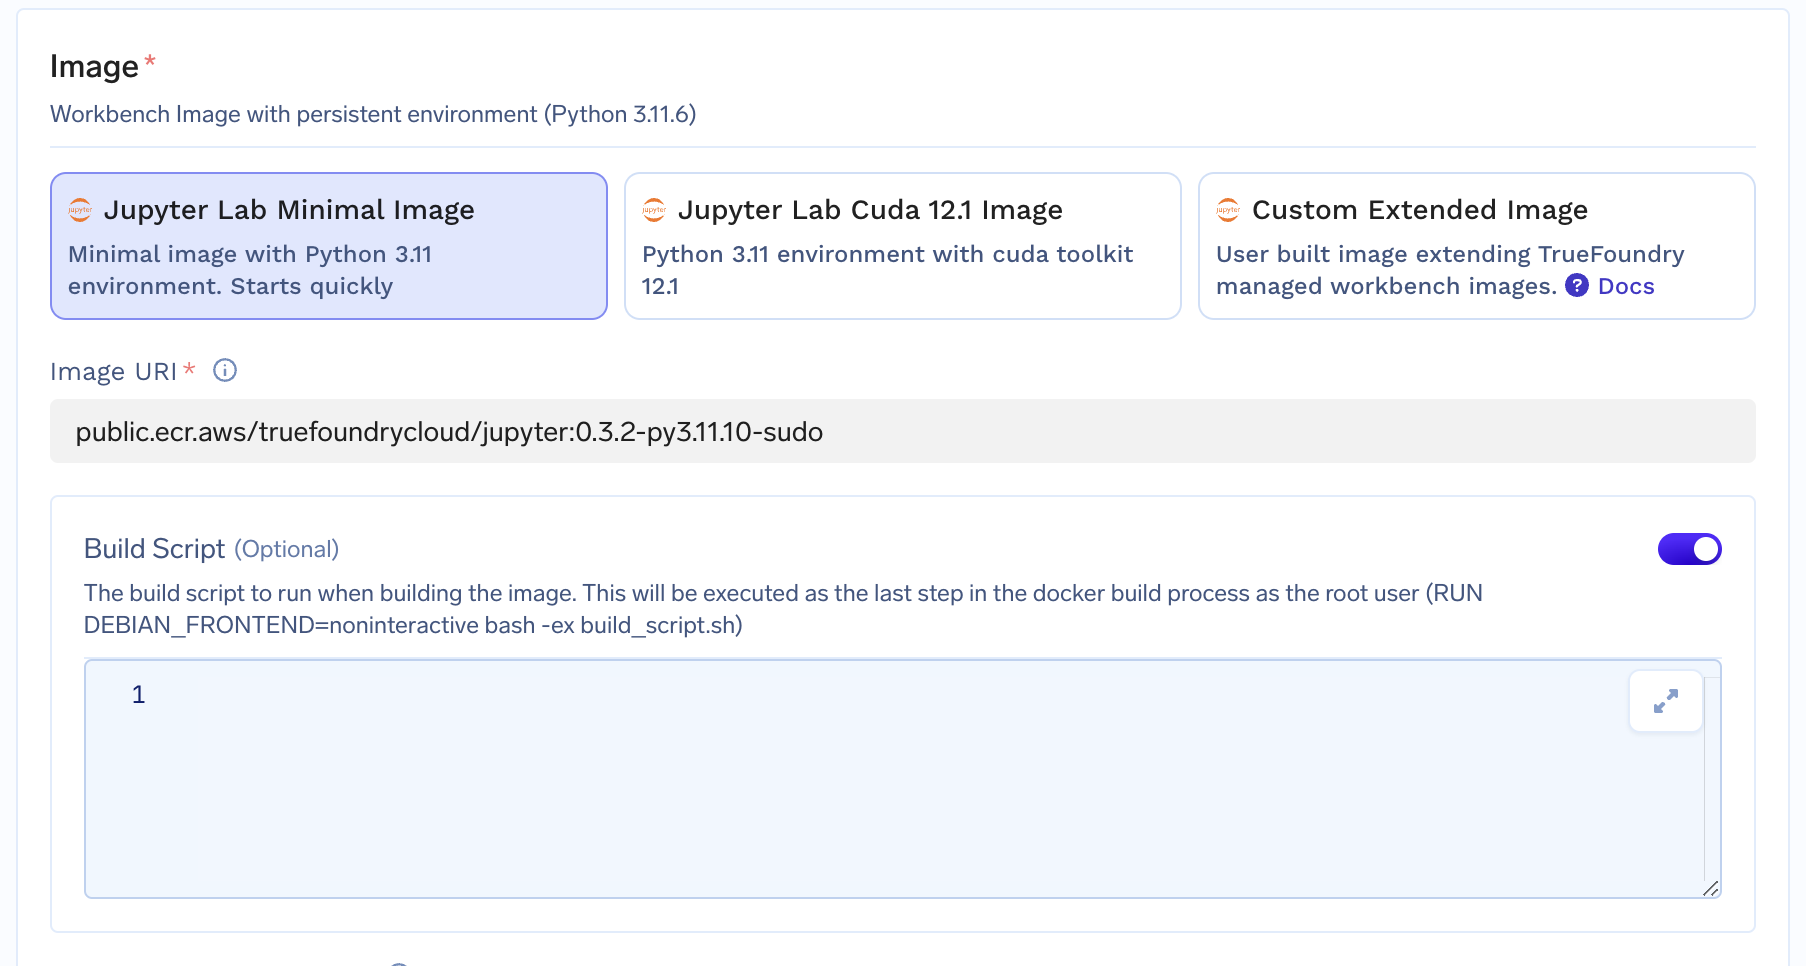 Image *
Workbench Image with persistent environment (Python 3.11.6)
Jupyter Lab Minimal Image
Minimal image with Python 3.11
environment. Starts quickly
Jupyter Lab Cuda 12.1 Image
Python 3.11 environment with cuda toolkit
12.1
Custom Extended Image
User built image extending TrueFoundry
managed workbench images. ? Docs
Image URI *
public.ecr.aws/truefoundrycloud/jupyter:0.3.2-py3.11.10-sudo
Build Script (Optional)
The build script to run when building the image. This will be executed as the last step in the docker build process as the root user (RUN
DEBIAN_FRONTEND=noninteractive bash -ex build_script.sh)
1